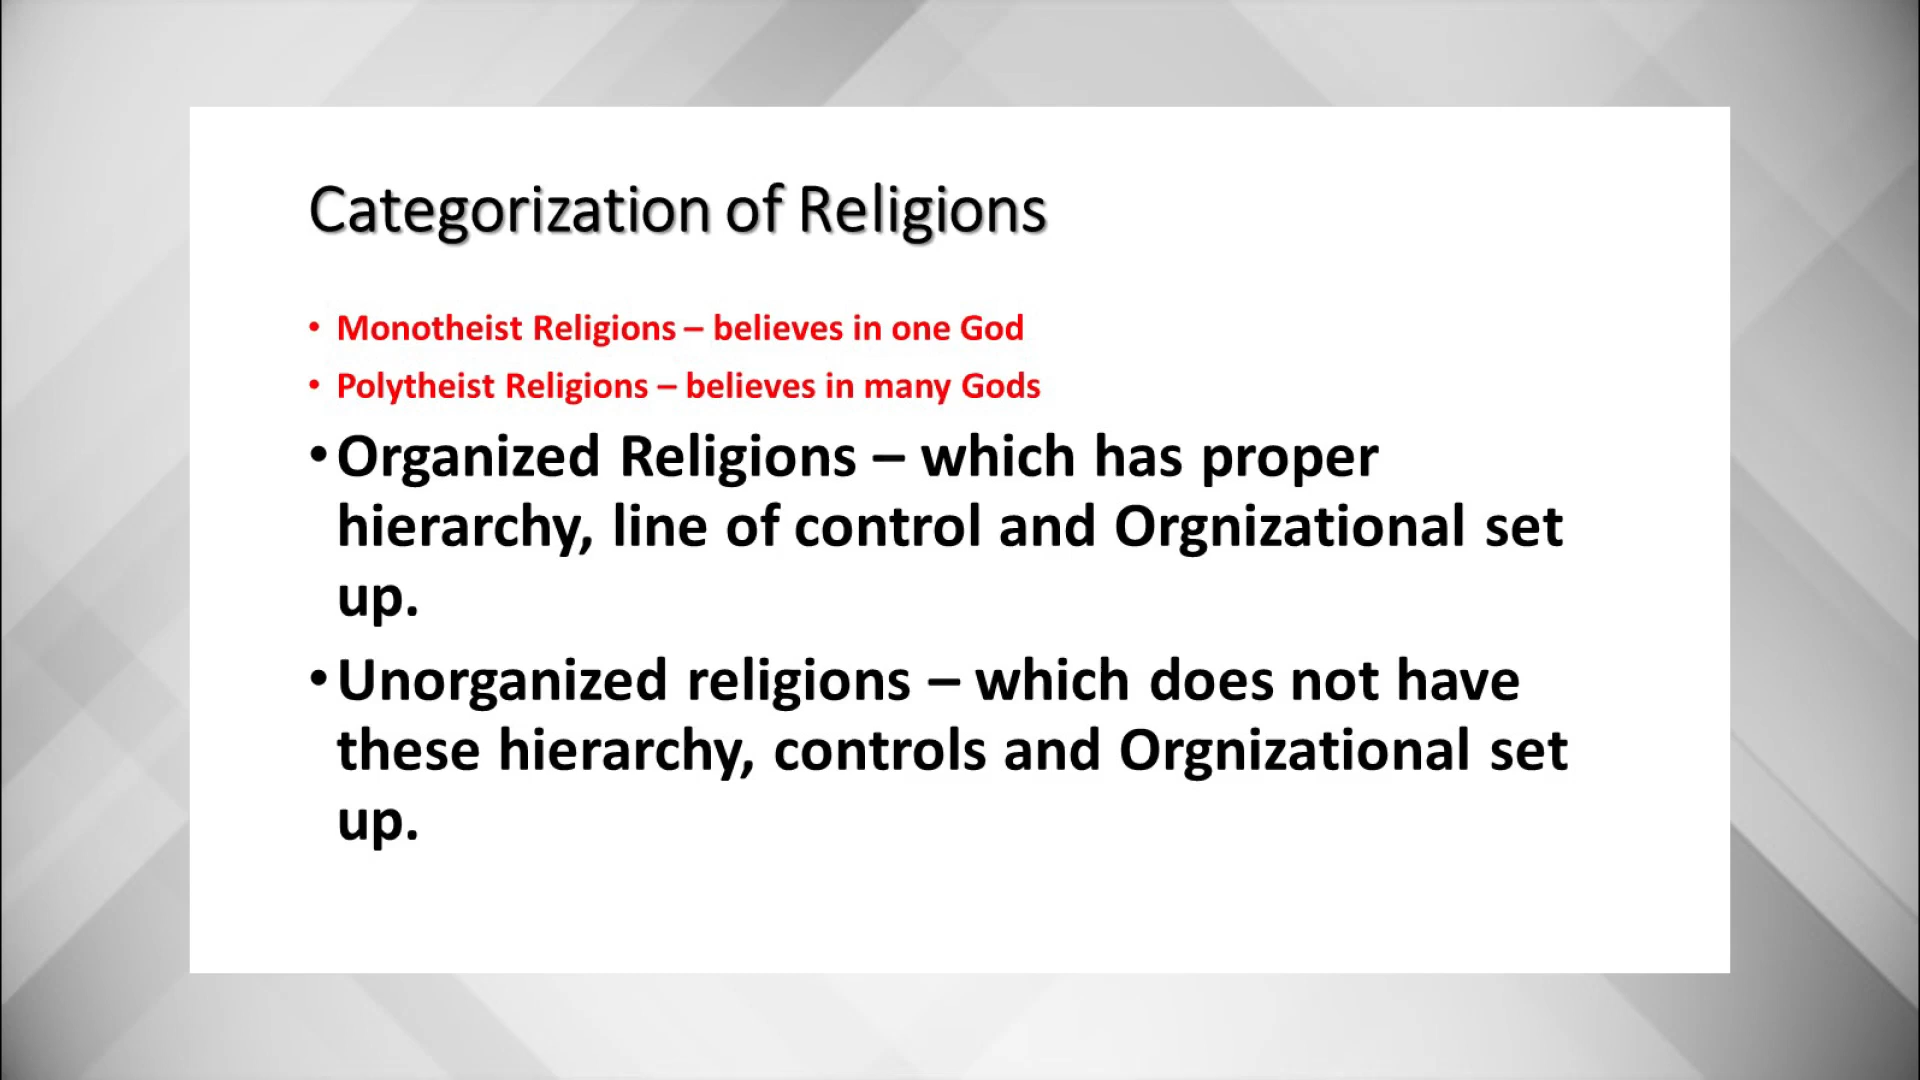 Categorization of Religions
• Monotheist Religions – believes in one God
• Polytheist Religions – believes in many Gods
• Organized Religions – which has proper
hierarchy, line of control and Orgnizational set
up.
• Unorganized religions – which does not have
these hierarchy, controls and Orgnizational set
up.